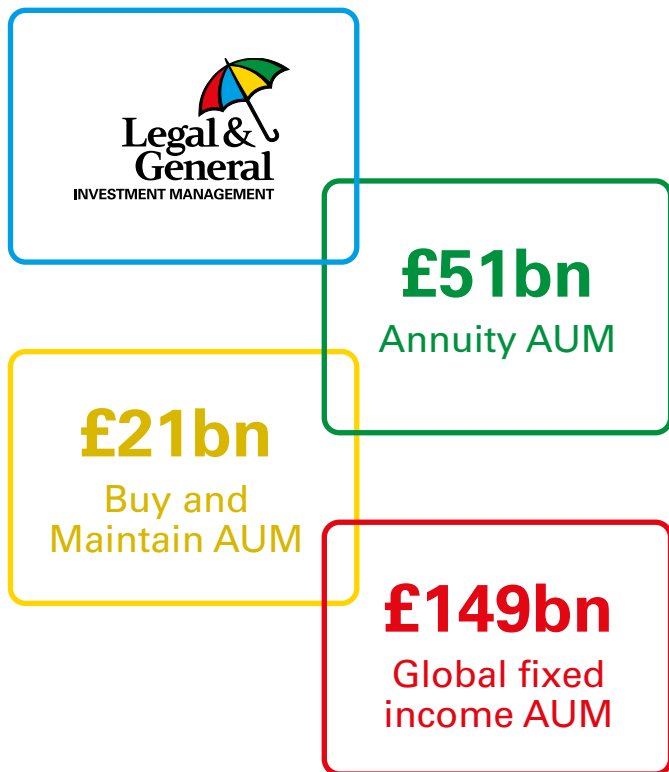 Legal &
General
INVESTMENT MANAGEMENT
£51bn
Annuity AUM
£21bn
Buy and
Maintain AUM
£149bn
Global fixed
income AUM